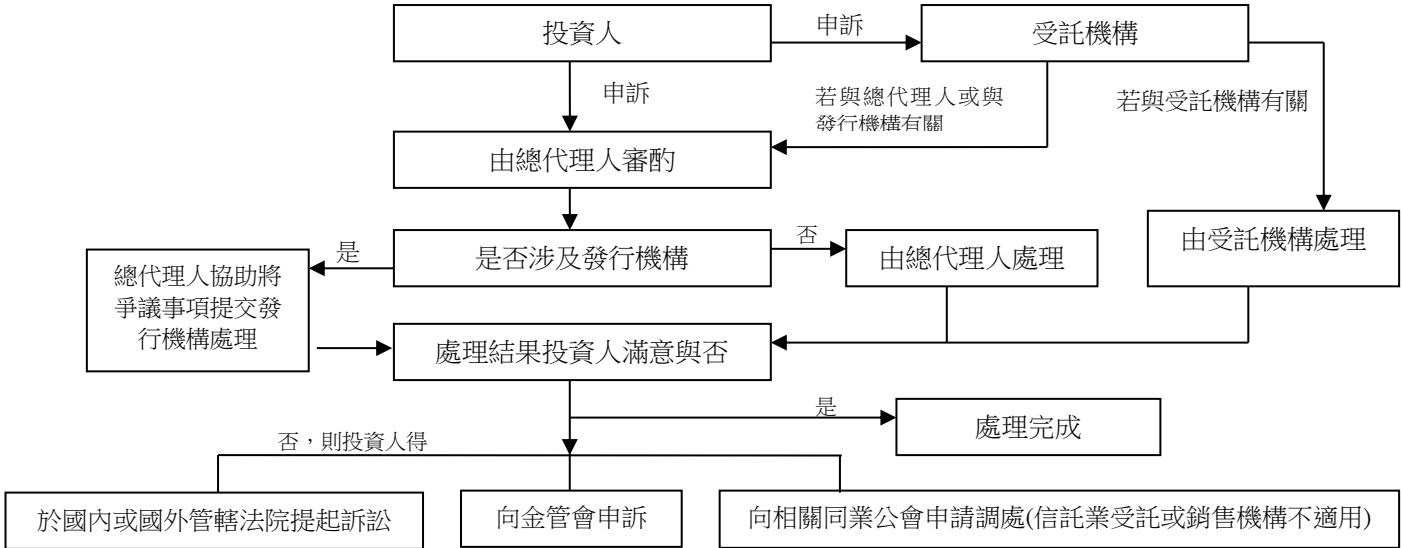 投資人
申訴
受託機構
申訴
若與總代理人或與
發行機構有關
若與受託機構有關
由總代理人審酌
是否涉及發行機構
是
否
由總代理人處理
由受託機構處理
總代理人協助將
爭議事項提交發
行機構處理
處理結果投資人滿意與否
是
處理完成
否，則投資人得
於國內或國外管轄法院提起訴訟
向金管會申訴
向相關同業公會申請調處(信託業受託或銷售機構不適用)